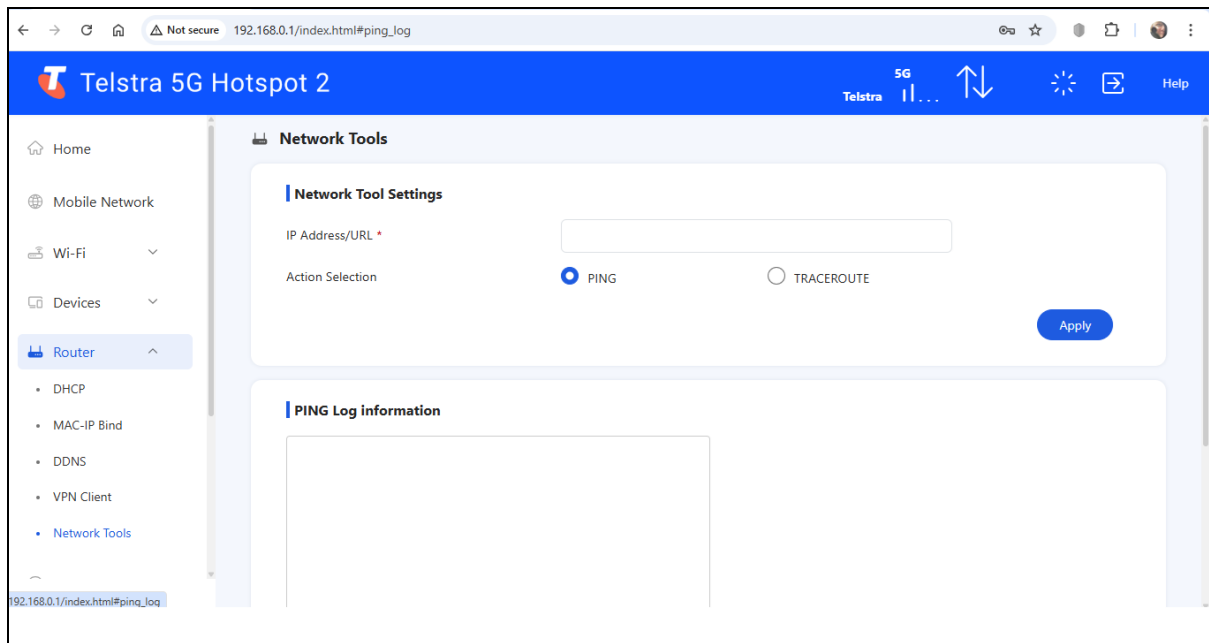 Not secure 192.168.0.1/index.html#ping_log
Telstra 5G Hotspot 2
5G
Telstra
Help
Home
Mobile Network
Wi-Fi
Devices
Router
DHCP
MAC-IP Bind
DDNS
VPN Client
Network Tools
192.168.0.1/index.html#ping_log
Network Tools
Network Tool Settings
IP Address/URL *
Action Selection PING TRACEROUTE
Apply
PING Log information